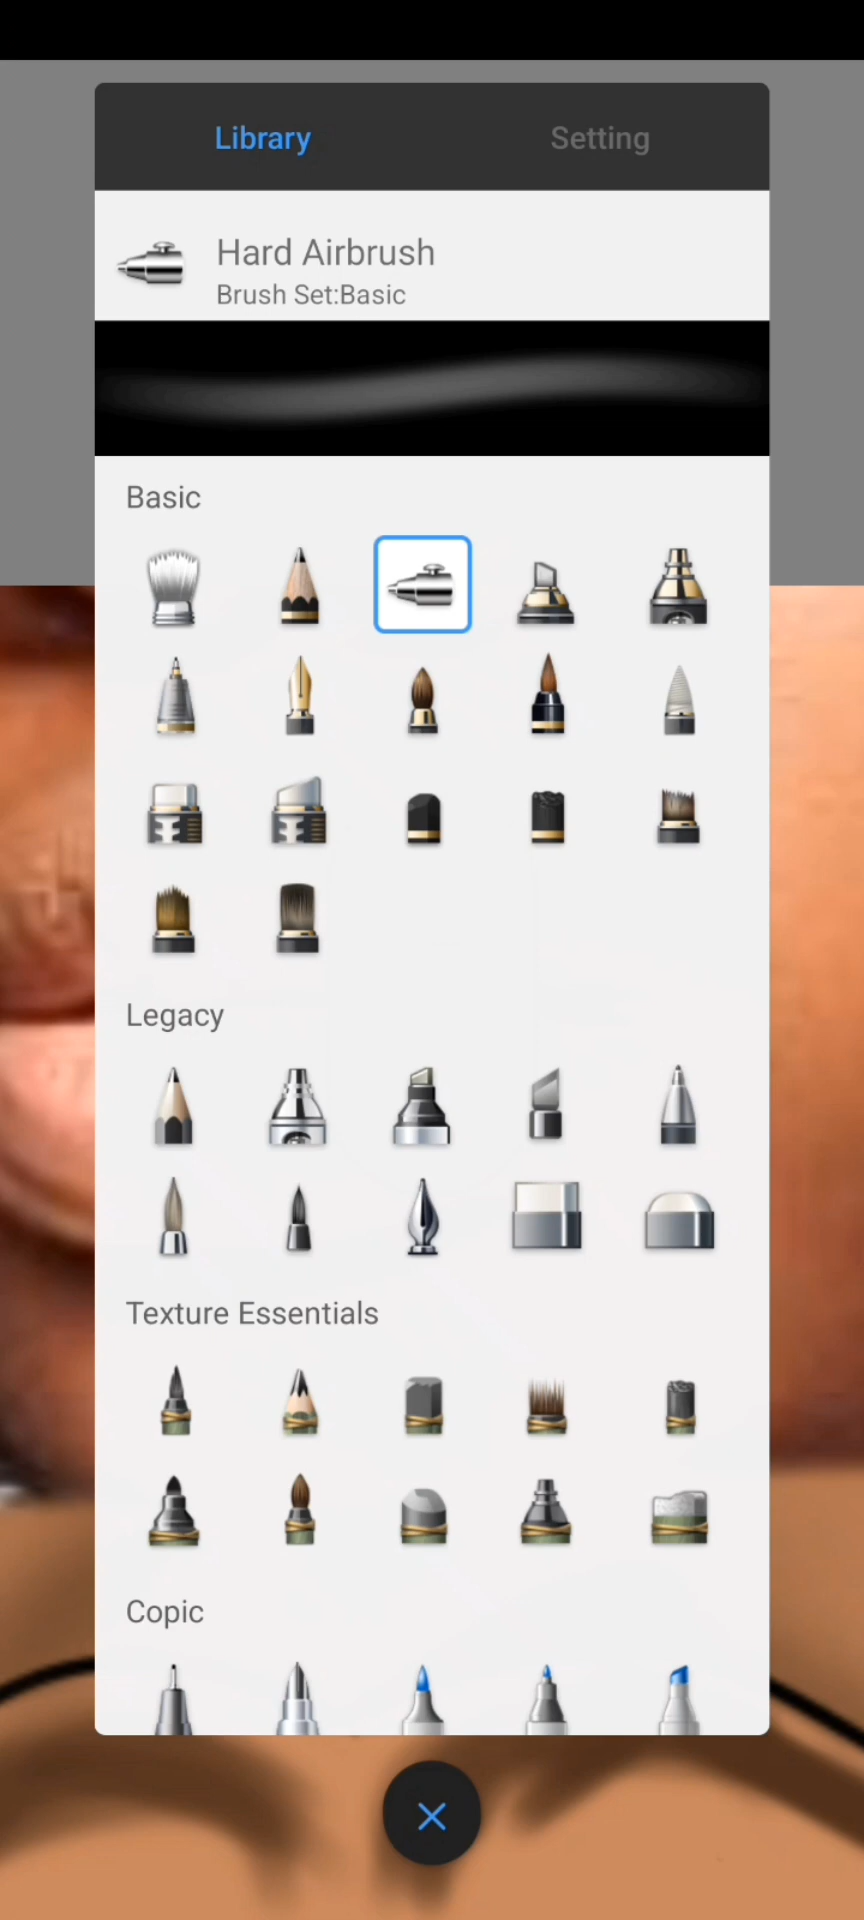 Library
Setting
Hard Airbrush
Brush Set:Basic
Basic
Legacy
Texture Essentials
Copic